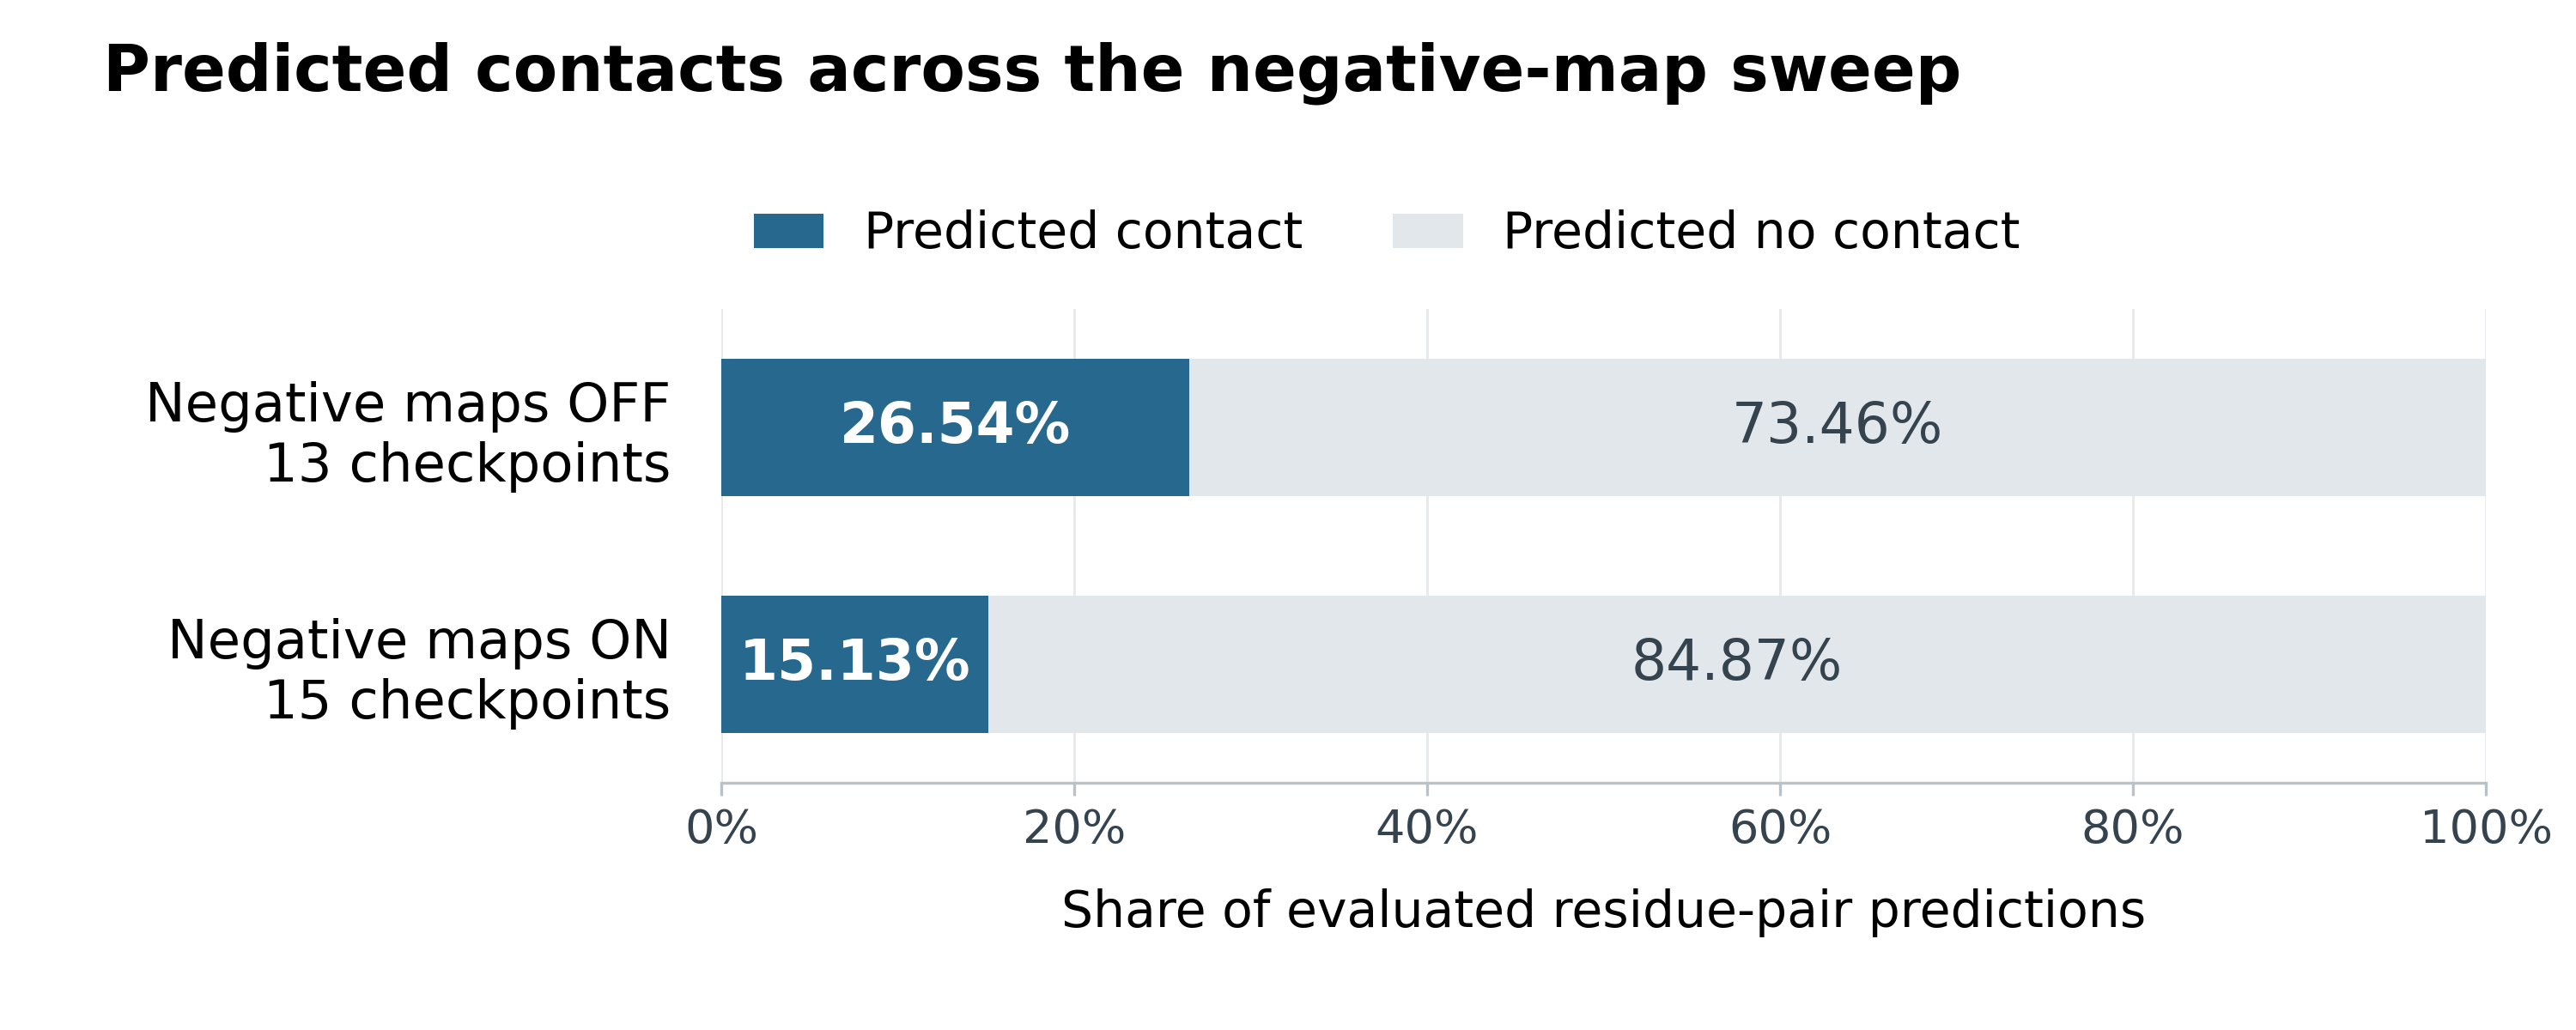 Predicted contacts across the negative-map sweep
Predicted contact
Predicted no contact
Negative maps OFF
13 checkpoints
26.54%
73.46%
Negative maps ON
15 checkpoints
15.13%
84.87%
0%
20%
40%
60%
80%
100%
Share of evaluated residue-pair predictions